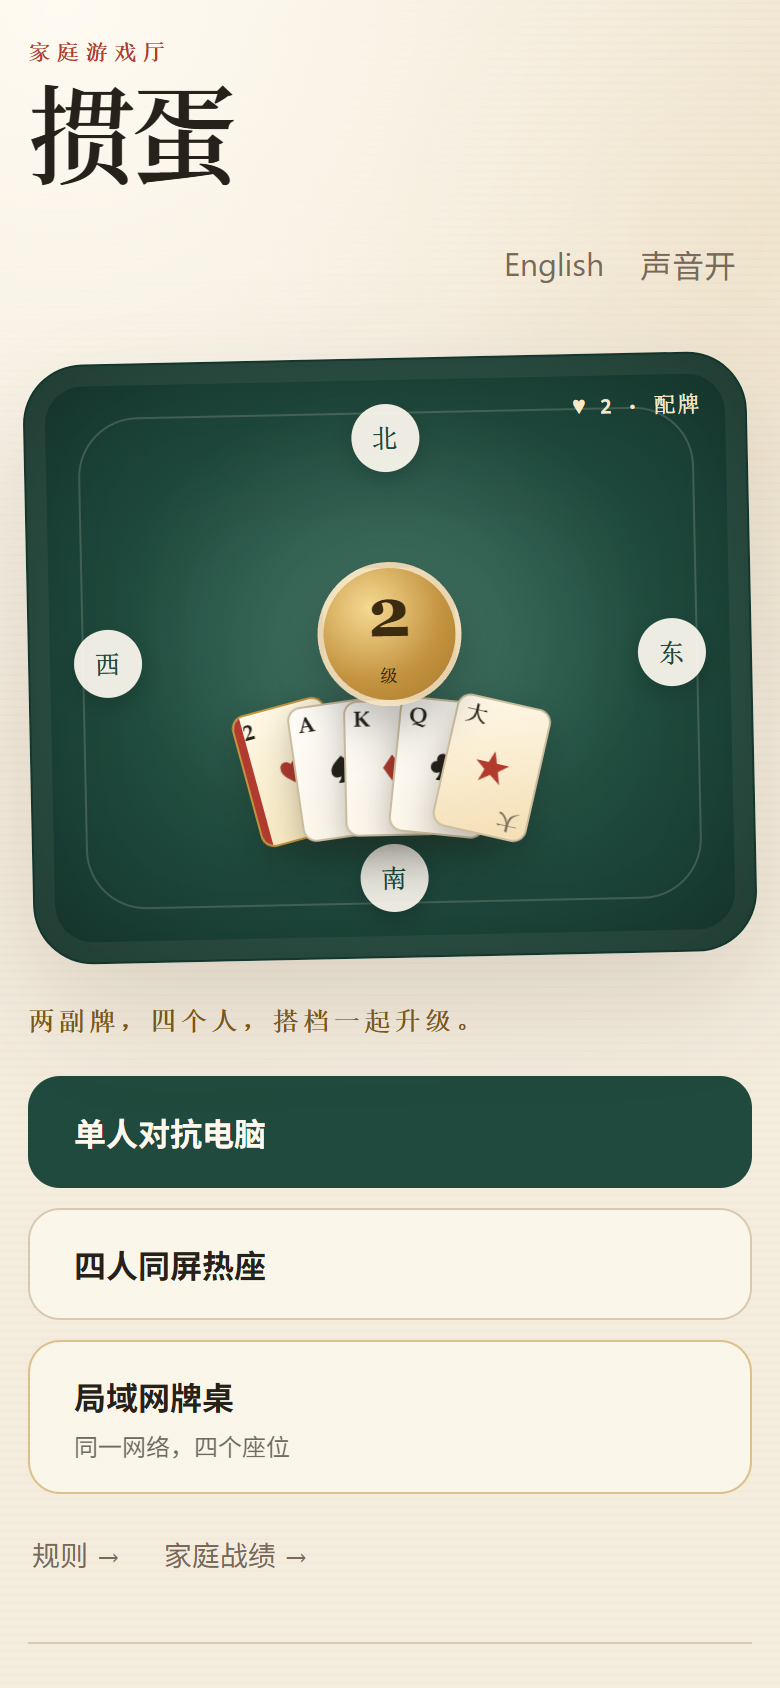 家庭游戏厅
掼蛋
English 声音开
♥ 2 · 配牌
北
2
级
西
东
2 A K Q 大
大
南
两副牌，四个人，搭档一起升级。
单人对抗电脑
四人同屏热座
局域网牌桌
同一网络，四个座位
规则 → 家庭战绩 →